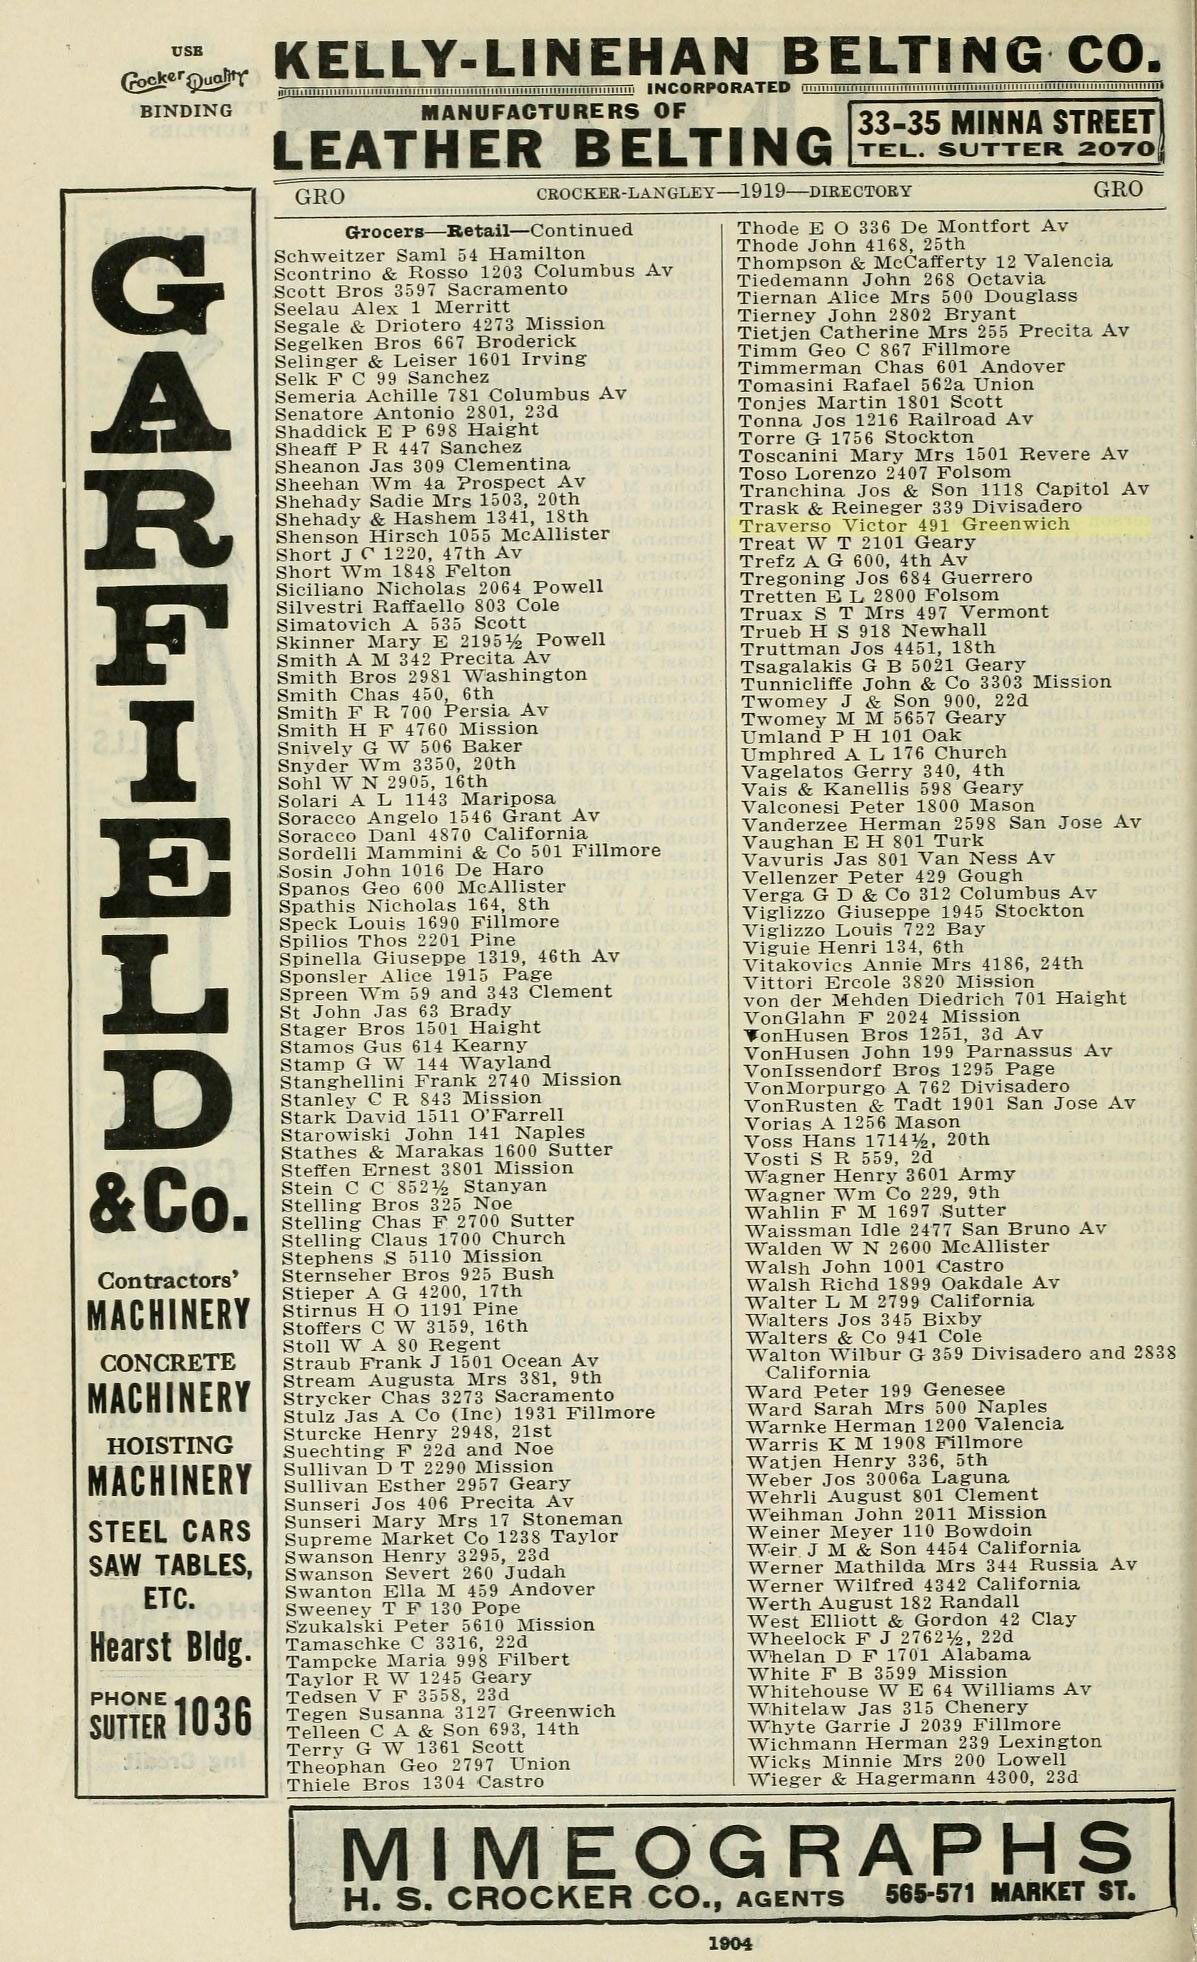 USE
Crocker Quality
BINDING
KELLY-LINEHAN BELTING CO.
INCORPORATED
MANUFACTURERS OF
LEATHER BELTING
33-35 MINNA STREET
TEL. SUTTER 2070
GRO
CROCKER-LANGLEY—1919—DIRECTORY
GRO
GARFIELD
&Co.
Contractors'
MACHINERY
CONCRETE
MACHINERY
HOISTING
MACHINERY
STEEL CARS
SAW TABLES,
ETC.
Hearst Bldg.
PHONE
SUTTER 1036
Grocers—Retail—Continued
Schweitzer Saml 54 Hamilton
Scontrino & Rosso 1203 Columbus Av
Scott Bros 3597 Sacramento
Seelau Alex 1 Merritt
Segale & Driotero 4273 Mission
Segelken Bros 667 Broderick
Selinger & Leiser 1601 Irving
Selk F C 99 Sanchez
Semeria Achille 781 Columbus Av
Senatore Antonio 2801, 23d
Shaddick E P 698 Haight
Sheaff P R 447 Sanchez
Sheanon Jas 309 Clementina
Sheehan Wm 4a Prospect Av
Shehady Sadie Mrs 1503, 20th
Shehady & Hashem 1341, 18th
Shenson Hirsch 1055 McAllister
Short J C 1220, 47th Av
Short Wm 1848 Felton
Siciliano Nicholas 2064 Powell
Silvestri Raffaello 803 Cole
Simatovich A 535 Scott
Skinner Mary E 2195½ Powell
Smith A M 342 Precita Av
Smith Bros 2981 Washington
Smith Chas 450, 6th
Smith F R 700 Persia Av
Smith H F 4760 Mission
Snively G W 506 Baker
Snyder Wm 3350, 20th
Sohl W N 2905, 16th
Solari A L 1143 Mariposa
Soracco Angelo 1546 Grant Av
Soracco Danl 4870 California
Sordelli Mammini & Co 501 Fillmore
Sosin John 1016 De Haro
Spanos Geo 600 McAllister
Spathis Nicholas 164, 8th
Speck Louis 1690 Fillmore
Spilios Thos 2201 Pine
Spinella Giuseppe 1319, 46th Av
Sponsler Alice 1915 Page
Spreen Wm 59 and 343 Clement
St John Jas 63 Brady
Stager Bros 1501 Haight
Stamos Gus 614 Kearny
Stamp G W 144 Wayland
Stanghellini Frank 2740 Mission
Stanley C R 843 Mission
Stark David 1511 O'Farrell
Starowiski John 141 Naples
Stathes & Marakas 1600 Sutter
Steffen Ernest 3801 Mission
Stein C C 852½ Stanyan
Stelling Bros 325 Noe
Stelling Chas F 2700 Sutter
Stelling Claus 1700 Church
Stephens S 5110 Mission
Sternseher Bros 925 Bush
Stieper A G 4200, 17th
Stirnus H O 1191 Pine
Stoffers C W 3159, 16th
Stoll W A 80 Regent
Straub Frank J 1501 Ocean Av
Stream Augusta Mrs 381, 9th
Strycker Chas 3273 Sacramento
Stulz Jas A Co (Inc) 1931 Fillmore
Sturcke Henry 2948, 21st
Suechting F 22d and Noe
Sullivan D T 2290 Mission
Sullivan Esther 2957 Geary
Sunseri Jos 406 Precita Av
Sunseri Mary Mrs 17 Stoneman
Supreme Market Co 1238 Taylor
Swanson Henry 3295, 23d
Swanson Severt 260 Judah
Swanton Ella M 459 Andover
Sweeney T F 130 Pope
Szukalski Peter 5610 Mission
Tamaschke C 3316, 22d
Tampcke Maria 998 Filbert
Taylor R W 1245 Geary
Tedsen V F 3558, 23d
Tegen Susanna 3127 Greenwich
Telleen C A & Son 693, 14th
Terry G W 1361 Scott
Theophan Geo 2797 Union
Thiele Bros 1304 Castro
Thode E O 336 De Montfort Av
Thode John 4168, 25th
Thompson & McCafferty 12 Valencia
Tiedemann John 268 Octavia
Tiernan Alice Mrs 500 Douglass
Tierney John 2802 Bryant
Tietjen Catherine Mrs 255 Precita Av
Timm Geo C 867 Fillmore
Timmerman Chas 601 Andover
Tomasini Rafael 562a Union
Tonjes Martin 1801 Scott
Tonna Jos 1216 Railroad Av
Torre G 1756 Stockton
Toscanini Mary Mrs 1501 Revere Av
Toso Lorenzo 2407 Folsom
Tranchina Jos & Son 1118 Capitol Av
Trask & Reineger 339 Divisadero
Traverso Victor 491 Greenwich
Treat W T 2101 Geary
Trefz A G 600, 4th Av
Tregoning Jos 684 Guerrero
Tretten E L 2800 Folsom
Truax S T Mrs 497 Vermont
Trueb H S 918 Newhall
Truttman Jos 4451, 18th
Tsagalakis G B 5021 Geary
Tunnicliffe John & Co 3303 Mission
Twomey J & Son 900, 22d
Twomey M M 5657 Geary
Umland P H 101 Oak
Umphred A L 176 Church
Vagelatos Gerry 340, 4th
Vais & Kanellis 598 Geary
Valconesi Peter 1800 Mason
Vanderzee Herman 2598 San Jose Av
Vaughan E H 801 Turk
Vavuris Jas 801 Van Ness Av
Vellenzer Peter 429 Gough
Verga G D & Co 312 Columbus Av
Viglizzo Giuseppe 1945 Stockton
Viglizzo Louis 722 Bay
Viguie Henri 134, 6th
Vitakovics Annie Mrs 4186, 24th
Vittori Ercole 3820 Mission
von der Mehden Diedrich 701 Haight
VonGlahn F 2024 Mission
VonHusen Bros 1251, 3d Av
VonHusen John 199 Parnassus Av
VonIssendorf Bros 1295 Page
VonMorpurgo A 762 Divisadero
VonRusten & Tadt 1901 San Jose Av
Vorias A 1256 Mason
Voss Hans 1714½, 20th
Vosti S R 559, 2d
Wagner Henry 3601 Army
Wagner Wm Co 229, 9th
Wahlin F M 1697 Sutter
Waissman Idle 2477 San Bruno Av
Walden W N 2600 McAllister
Walsh John 1001 Castro
Walsh Richd 1899 Oakdale Av
Walter L M 2799 California
Walters Jos 345 Bixby
Walters & Co 941 Cole
Walton Wilbur G 359 Divisadero and 2838
California
Ward Peter 199 Genesee
Ward Sarah Mrs 500 Naples
Warnke Herman 1200 Valencia
Warris K M 1908 Fillmore
Watjen Henry 336, 5th
Weber Jos 3006a Laguna
Wehrli August 801 Clement
Weihman John 2011 Mission
Weiner Meyer 110 Bowdoin
Weir J M & Son 4454 California
Werner Mathilda Mrs 344 Russia Av
Werner Wilfred 4342 California
Werth August 182 Randall
West Elliott & Gordon 42 Clay
Wheelock F J 2762½, 22d
Whelan D F 1701 Alabama
White F B 3599 Mission
Whitehouse W E 64 Williams Av
Whitelaw Jas 315 Chenery
Whyte Garrie J 2039 Fillmore
Wichmann Herman 239 Lexington
Wicks Minnie Mrs 200 Lowell
Wieger & Hagermann 4300, 23d
MIMEOGRAPHS
H. S. CROCKER CO., AGENTS 565-571 MARKET ST.
1904